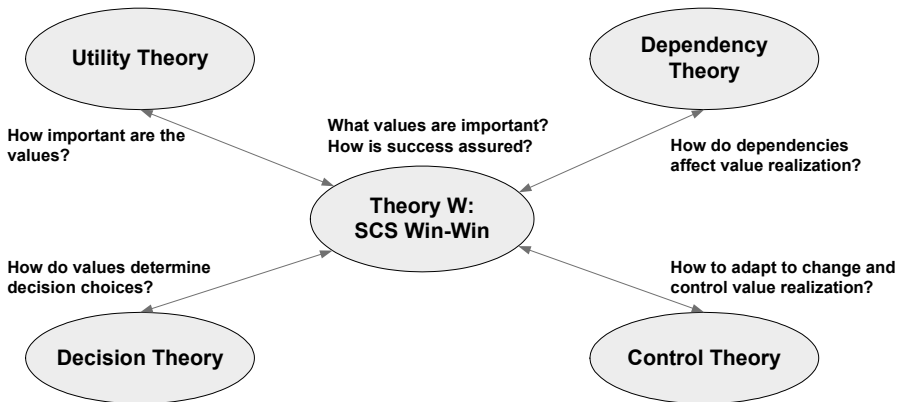 Utility Theory
Dependency
Theory
How important are the
values?
What values are important?
How is success assured?
How do dependencies
affect value realization?
Theory W:
SCS Win-Win
How do values determine
decision choices?
How to adapt to change and
control value realization?
Decision Theory
Control Theory